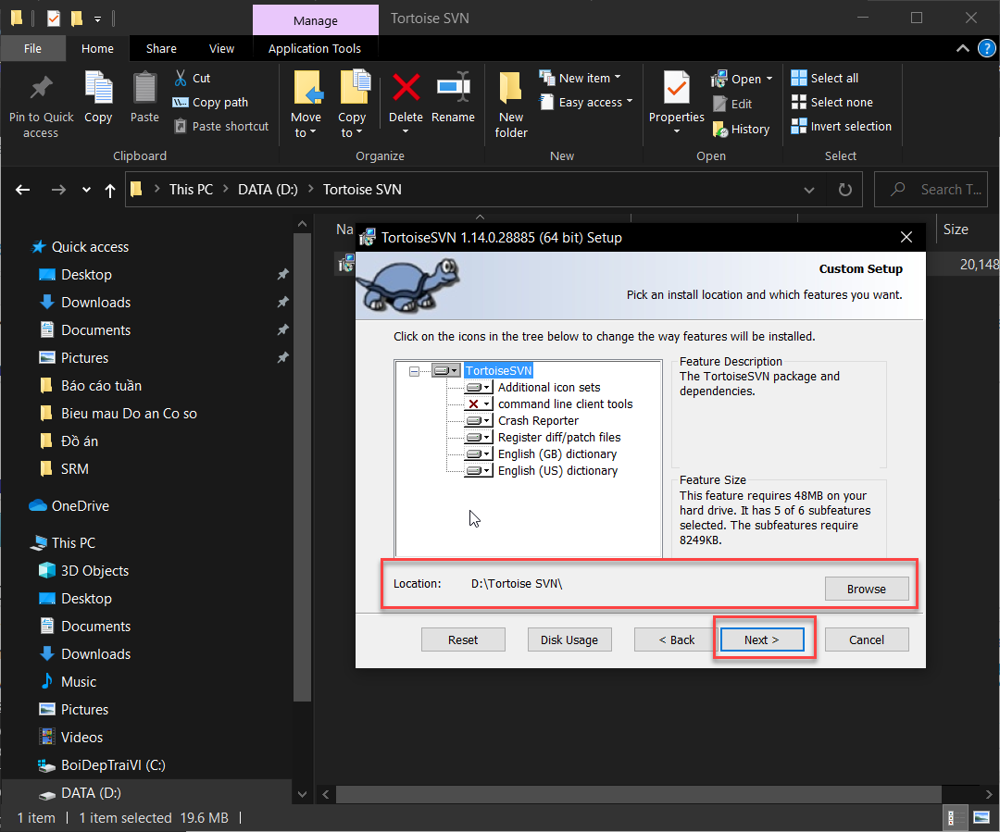 Manage
Tortoise SVN
File
Home
Share
View
Application Tools
Pin to Quick
access
Copy
Paste
Cut
Copy path
Paste shortcut
Clipboard
Move
to
Copy
to
Delete
Rename
Organize
New
folder
New item
Easy access
New
Properties
Open
Edit
History
Open
Select all
Select none
Invert selection
Select
This PC
DATA (D:)
Tortoise SVN
Search T...
Na
Size
20,148
Quick access
Desktop
Downloads
Documents
Pictures
Báo cáo tuần
Bieu mau Do an Co so
Đồ án
SRM
OneDrive
This PC
3D Objects
Desktop
Documents
Downloads
Music
Pictures
Videos
BoiDepTraiVl (C:)
DATA (D:)
TortoiseSVN 1.14.0.28885 (64 bit) Setup
Custom Setup
Pick an install location and which features you want.
Click on the icons in the tree below to change the way features will be installed.
TortoiseSVN
Additional icon sets
command line client tools
Crash Reporter
Register diff/patch files
English (GB) dictionary
English (US) dictionary
Feature Description
The TortoiseSVN package and
dependencies.
Feature Size
This feature requires 48MB on your
hard drive. It has 5 of 6 subfeatures
selected. The subfeatures require
8249KB.
Location:
D:\Tortoise SVN\
Browse
Reset
Disk Usage
< Back
Next >
Cancel
1 item
1 item selected
19.6 MB